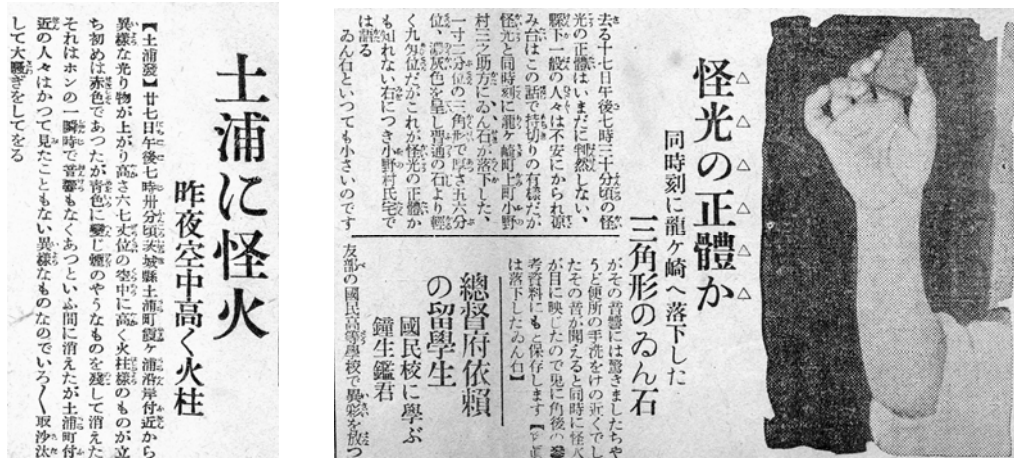 土浦に怪火
昨夜空中高く火柱
【土浦發】廿七日午後七時卅分頃茨城縣土浦町霞ヶ浦沿岸付近から
異樣な光り物が上がり高さ六七丈位の空中に高く火柱樣のものが立
ち初めは赤色であつたが靑色に變じ煙のやうなものを殘して消えた
それはホンの一瞬時で音響もなくあつといふ間に消えたが土浦町付
近の人々はかつて見たこともない異樣なものなのでいろ〳〵取沙汰
して大騷ぎをしてをる
△△△△△△
怪光の正體か
同時刻に龍ヶ崎へ落下した
三角形のゐん石
去る十七日午後七時三十分頃の怪
光の正體はいまだに判然しない、
縣下一般の人々は不安にかられ
み台はこの話で持切りの有樣だが
怪光と同時刻に龍ヶ崎町上町小野
村三之助方にゐん石が落下した、
一寸二分位の三角形で厚さ五六分
位、濃灰色を呈し普通の石より輕
く九匁位だがこれが怪光の正體か
も知れない右につき小野村氏宅で
は語る
ゐん石といつても小さいのです
がその音響には驚きましたちや
うど便所の手洗をけの近くでし
たその音が聞えると同時に怪火
が目に映じたので兎に角後の參
考資料にもと保存します【
は落下したゐん石】
總督府依賴
の留學生
國民校に學ぶ
鐘生鑑君
友部の國民高等學校で異彩を放つ